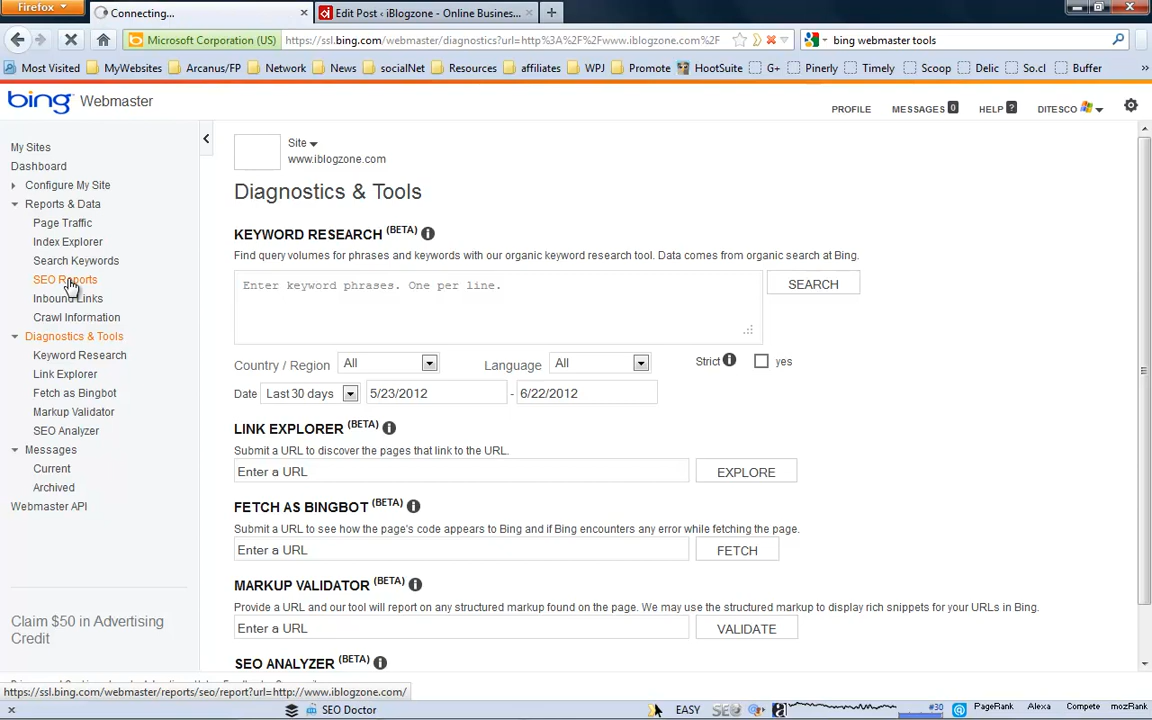 Firefox
Connecting...
Edit Post ‹ iBlogzone - Online Business...
Microsoft Corporation (US)
https://ssl.bing.com/webmaster/diagnostics?url=http%3A%2F%2Fwww.iblogzone.com%2F
bing webmaster tools
Most Visited
MyWebsites
Arcanus/FP
Network
News
socialNet
Resources
affiliates
WPJ
Promote
HootSuite
G+
Pinerly
Timely
Scoop
Delic
So.cl
Buffer
bing Webmaster
PROFILE
MESSAGES 0
HELP ?
DITESCO
My Sites
Dashboard
Configure My Site
Reports & Data
Page Traffic
Index Explorer
Search Keywords
SEO Reports
Inbound Links
Crawl Information
Diagnostics & Tools
Keyword Research
Link Explorer
Fetch as Bingbot
Markup Validator
SEO Analyzer
Messages
Current
Archived
Webmaster API
Claim $50 in Advertising
Credit
Site
www.iblogzone.com
Diagnostics & Tools
KEYWORD RESEARCH (BETA)
Find query volumes for phrases and keywords with our organic keyword research tool. Data comes from organic search at Bing.
Enter keyword phrases. One per line.
SEARCH
Country / Region All
Language All
Strict yes
Date Last 30 days 5/23/2012 - 6/22/2012
LINK EXPLORER (BETA)
Submit a URL to discover the pages that link to the URL.
Enter a URL
EXPLORE
FETCH AS BINGBOT (BETA)
Submit a URL to see how the page's code appears to Bing and if Bing encounters any error while fetching the page.
Enter a URL
FETCH
MARKUP VALIDATOR (BETA)
Provide a URL and our tool will report on any structured markup found on the page. We may use the structured markup to display rich snippets for your URLs in Bing.
Enter a URL
VALIDATE
SEO ANALYZER (BETA)
https://ssl.bing.com/webmaster/reports/seo/report?url=http://www.iblogzone.com/
SEO Doctor
EASY
#30
PageRank
Alexa
Compete
mozRank